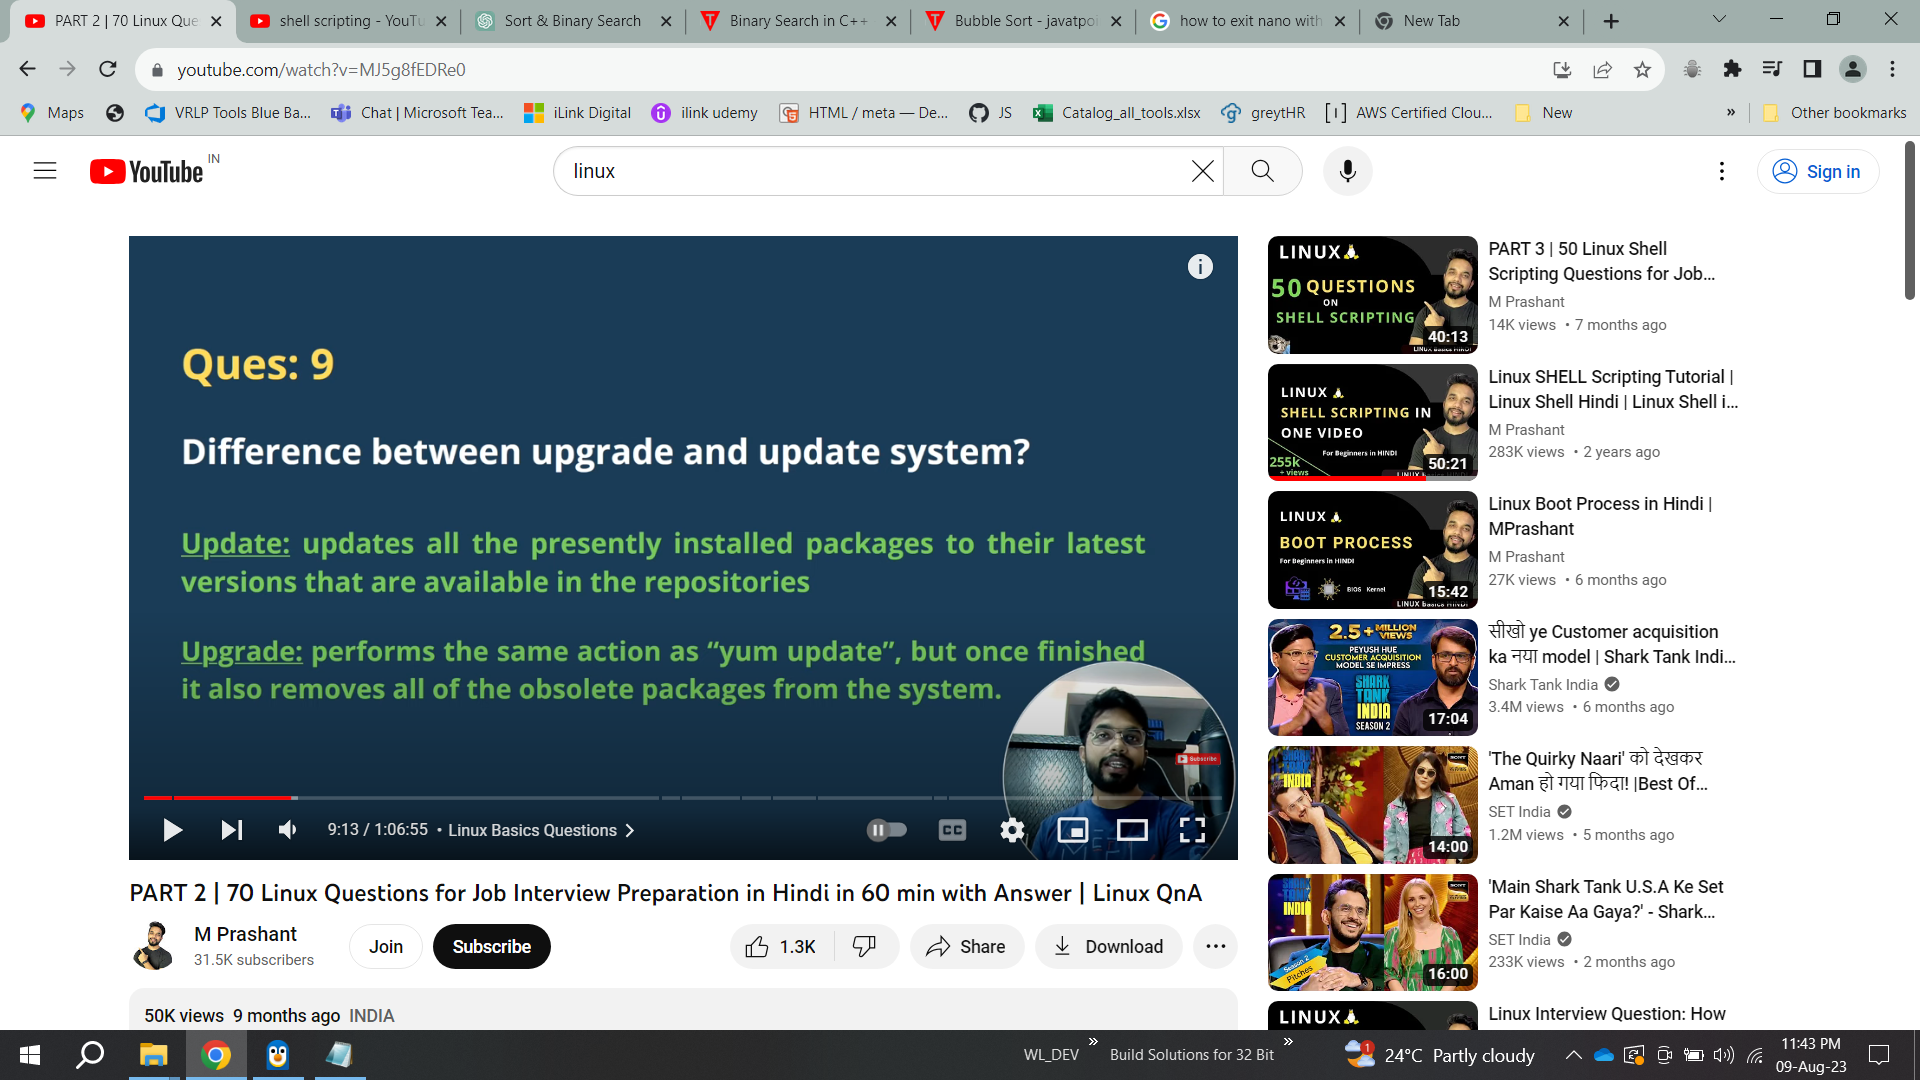 PART 2 | 70 Linux Que
shell scripting - YouTu
Sort & Binary Search
Binary Search in C++
Bubble Sort - javatpoi
how to exit nano with
New Tab
youtube.com/watch?v=MJ5g8fEDRe0
Maps
VRLP Tools Blue Ba...
Chat | Microsoft Tea...
iLink Digital
ilink udemy
HTML / meta — De...
JS
Catalog_all_tools.xlsx
greytHR
AWS Certified Clou...
New
»
Other bookmarks
YouTube IN
linux
Sign in
Ques: 9
Difference between upgrade and update system?
Update: updates all the presently installed packages to their latest
versions that are available in the repositories
Upgrade: performs the same action as “yum update”, but once finished
it also removes all of the obsolete packages from the system.
Subscribe
9:13 / 1:06:55 • Linux Basics Questions
CC
PART 2 | 70 Linux Questions for Job Interview Preparation in Hindi in 60 min with Answer | Linux QnA
M Prashant
31.5K subscribers
Join
Subscribe
1.3K
Share
Download
50K views 9 months ago INDIA
LINUX
50 QUESTIONS
ON
SHELL SCRIPTING
40:13
LINUX Basics HINDI
PART 3 | 50 Linux Shell
Scripting Questions for Job...
M Prashant
14K views • 7 months ago
LINUX
SHELL SCRIPTING IN
ONE VIDEO
For Beginners in HINDI
255k
+ views
50:21
Linux SHELL Scripting Tutorial |
Linux Shell Hindi | Linux Shell i...
M Prashant
283K views • 2 years ago
LINUX
BOOT PROCESS
For Beginners in HINDI
BIOS Kernel
15:42
LINUX Basics HINDI
Linux Boot Process in Hindi |
MPrashant
M Prashant
27K views • 6 months ago
2.5+ MILLION
VIEWS
PEYUSH HUE
CUSTOMER ACQUISITION
MODEL SE IMPRESS
SHARK
TANK
INDIA
SEASON 2
17:04
सीखो ye Customer acquisition
ka नया model | Shark Tank Indi...
Shark Tank India
3.4M views • 6 months ago
INDIA
14:00
'The Quirky Naari' को देखकर
Aman हो गया फिदा! |Best Of...
SET India
1.2M views • 5 months ago
INDIA
Season 2
Pitches
16:00
'Main Shark Tank U.S.A Ke Set
Par Kaise Aa Gaya?' - Shark...
SET India
233K views • 2 months ago
LINUX
Linux Interview Question: How
WL_DEV
»
Build Solutions for 32 Bit
»
1
24°C Partly cloudy
11:43 PM
09-Aug-23